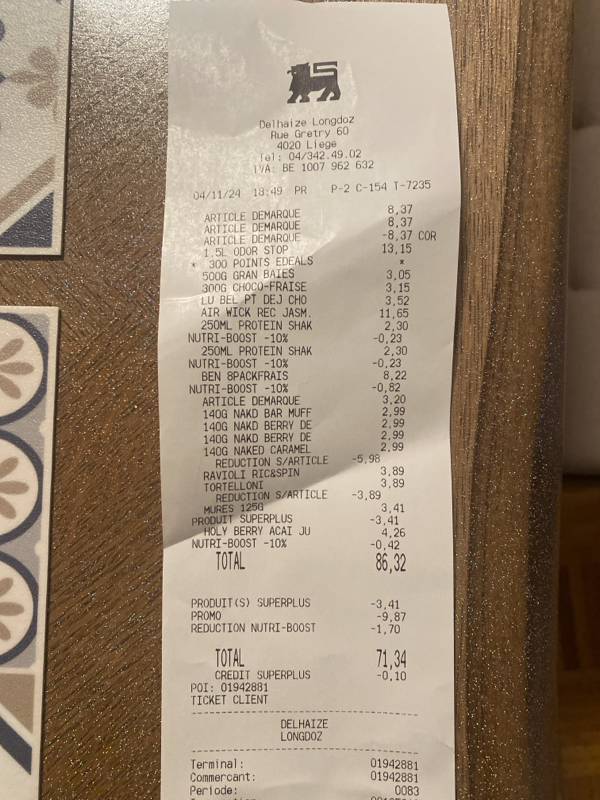 Delhaize Longdoz
Rue Gretry 60
4020 Liege
Tel: 04/342.49.02
TVA: BE 1007 962 632
04/11/24 18:49 PR P-2 C-154 T-7235
ARTICLE DEMARQUE 8,37
ARTICLE DEMARQUE 8,37
ARTICLE DEMARQUE -8,37 COR
1.5L ODOR STOP 13,15
* 300 POINTS EDEALS *
500G GRAN BAIES 3,05
300G CHOCO-FRAISE 3,15
LU BEL PT DEJ CHO 3,52
AIR WICK REC JASM. 11,65
250ML PROTEIN SHAK 2,30
NUTRI-BOOST -10% -0,23
250ML PROTEIN SHAK 2,30
NUTRI-BOOST -10% -0,23
BEN 8PACKFRAIS 8,22
NUTRI-BOOST -10% -0,82
ARTICLE DEMARQUE 3,20
140G NAKD BAR MUFF 2,99
140G NAKD BERRY DE 2,99
140G NAKD BERRY DE 2,99
140G NAKED CARAMEL 2,99
REDUCTION S/ARTICLE -5,98
RAVIOLI RIC&SPIN 3,89
TORTELLONI 3,89
REDUCTION S/ARTICLE -3,89
MURES 125G 3,41
PRODUIT SUPERPLUS -3,41
HOLY BERRY ACAI JU 4,26
NUTRI-BOOST -10% -0,42
TOTAL 86,32
PRODUIT(S) SUPERPLUS -3,41
PROMO -9,87
REDUCTION NUTRI-BOOST -1,70
TOTAL 71,34
CREDIT SUPERPLUS -0,10
POI: 01942881
TICKET CLIENT
DELHAIZE
LONGDOZ
Terminal: 01942881
Commercant: 01942881
Periode: 0083